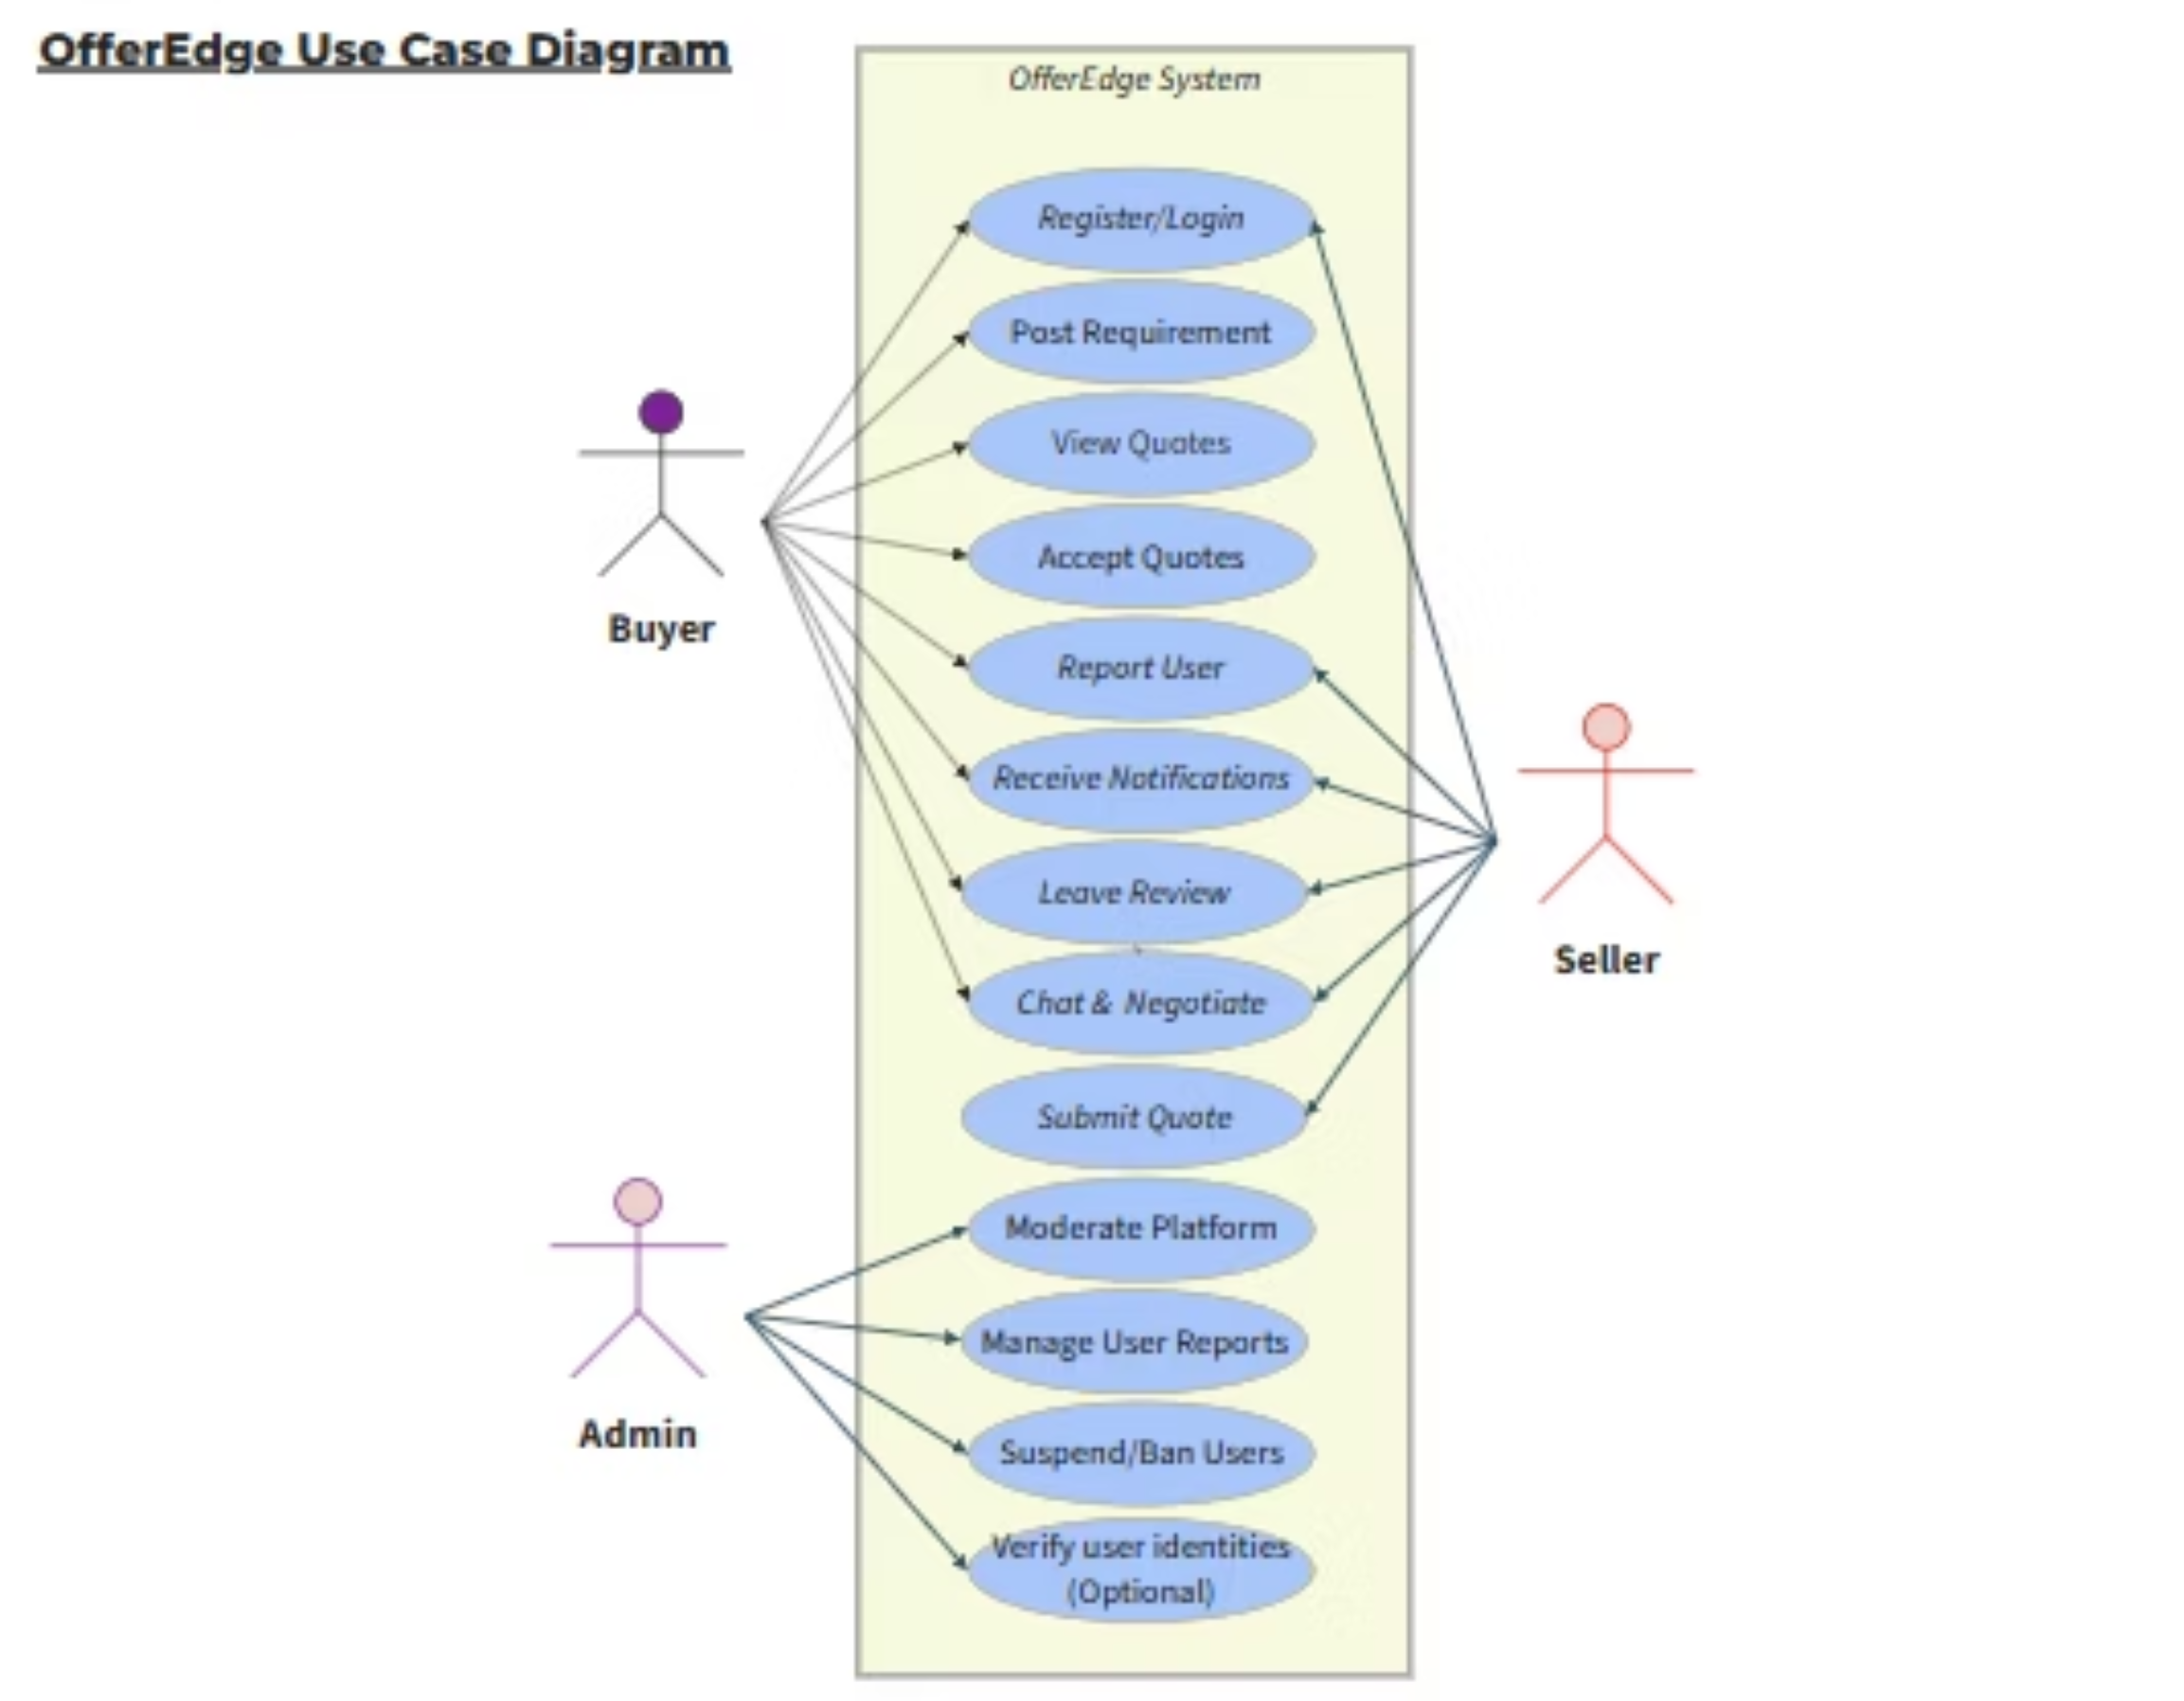 OfferEdge Use Case Diagram
OfferEdge System
Register/Login
Post Requirement
View Quotes
Accept Quotes
Report User
Receive Notifications
Leave Review
Chat & Negotiate
Submit Quote
Moderate Platform
Manage User Reports
Suspend/Ban Users
Verify user identities
(Optional)
Buyer
Seller
Admin